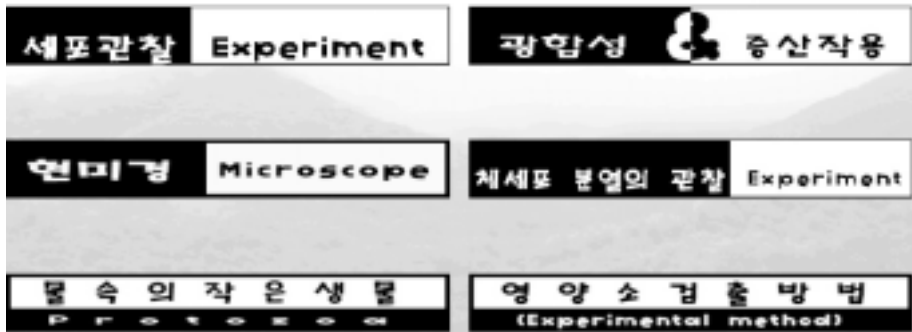 세포관찰 Experiment
광합성 & 증산작용
현미경 Microscope
체세포 분열의 관찰 Experiment
물속의작은생물
Protozoa
영양소검출방법
(Experimental method)